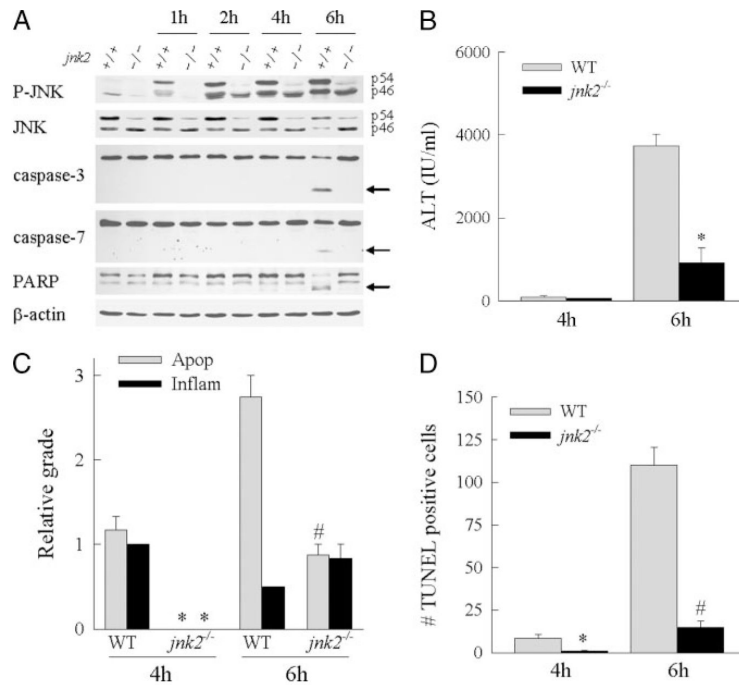 A
1h 2h 4h 6h
jnk2 +/+ -/- +/+ -/- +/+ -/- +/+ -/- +/+ -/-
P-JNK p54
p46
JNK p54
p46
caspase-3
caspase-7
PARP
β-actin
B
ALT (IU/ml)
6000
4000
2000
0
WT
jnk2-/-
*
4h 6h
C
Relative grade
3
2
1
0
Apop
Inflam
* *
#
WT jnk2-/- WT jnk2-/-
4h 6h
D
# TUNEL positive cells
150
125
100
75
50
25
0
WT
jnk2-/-
*
#
4h 6h